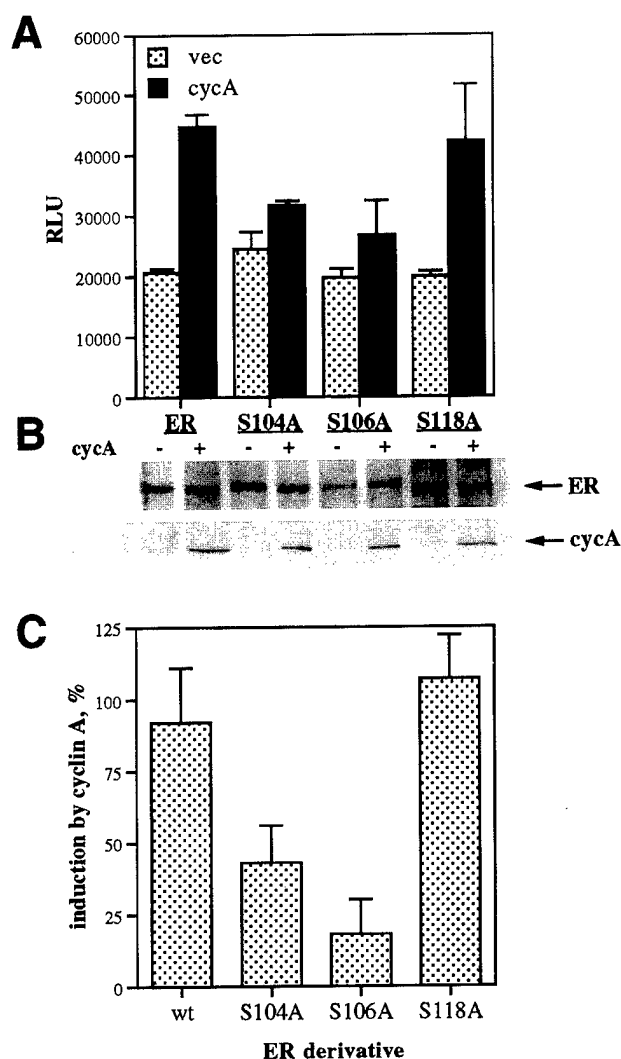 A
60000
vec
cycA
50000
40000
30000
20000
10000
0
RLU
ER S104A S106A S118A
B
cycA - + - + - + - +
ER
cycA
C
125
100
75
50
25
0
induction by cyclin A, %
wt S104A S106A S118A
ER derivative